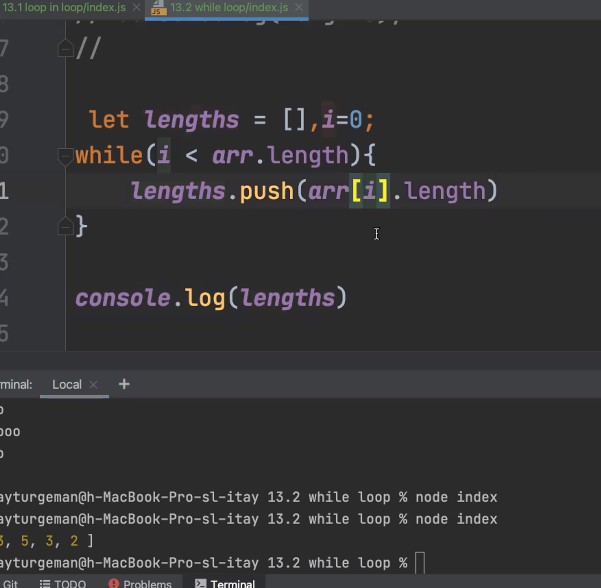 13.1 loop in loop/index.js × 13.2 while loop/index.js ×
7 //
8
9 let lengths = [],i=0;
0 while(i < arr.length){
1 lengths.push(arr[i].length)
2 }
3
4 console.log(lengths)
5
minal: Local × +
o
ooo
o
ayturgeman@h-MacBook-Pro-sl-itay 13.2 while loop % node index
ayturgeman@h-MacBook-Pro-sl-itay 13.2 while loop % node index
3, 5, 3, 2 ]
ayturgeman@h-MacBook-Pro-sl-itay 13.2 while loop %
Git TODO Problems Terminal